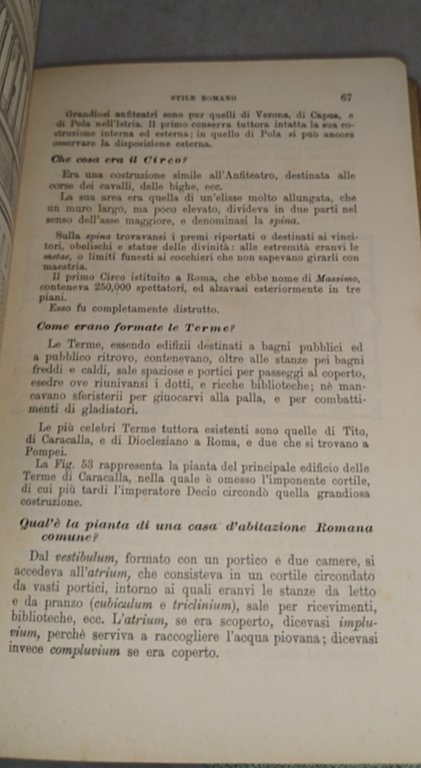 STILE ROMANO 67
Grandiosi anfiteatri sono pur quelli di Verona, di Capua, e
di Pola nell'Istria. Il primo conserva tuttora intatta la sua co-
struzione interna ed esterna; in quello di Pola si può ancora
osservare la disposizione esterna.
Che cosa era il Circo?
Era una costruzione simile all'Anfiteatro, destinata alle
corse dei cavalli, delle bighe, ecc.
La sua area era quella di un'elisse molto allungata, che
un muro largo, ma poco elevato, divideva in due parti nel
senso dell'asse maggiore, e denominasi la spina.
Sulla spina trovavansi i premi riportati o destinati ai vinci-
tori, obelischi e statue delle divinità: alle estremità eranvi le
metae, o limiti funesti ai cocchieri che non sapevano girarli con
maestria.
Il primo Circo istituito a Roma, che ebbe nome di Massimo,
conteneva 250,000 spettatori, ed alzavasi esteriormente in tre
piani.
Esso fu completamente distrutto.
Come erano formate le Terme?
Le Terme, essendo edifizii destinati a bagni pubblici ed
a pubblico ritrovo, contenevano, oltre alle stanze pei bagni
freddi e caldi, sale spaziose e portici per passeggi al coperto,
esedre ove riunivansi i dotti, e ricche biblioteche; nè man-
cavano sferisterii per giuocarvi alla palla, e per combatti-
menti di gladiatori.
Le più celebri Terme tuttora esistenti sono quelle di Tito,
di Caracalla, e di Diocleziano a Roma, e due che si trovano a
Pompei.
La Fig. 53 rappresenta la pianta del principale edificio delle
Terme di Caracalla, nella quale è omesso l'imponente cortile,
di cui più tardi l'imperatore Decio circondò quella grandiosa
costruzione.
Qual'è la pianta di una casa d'abitazione Romana
comune?
Dal vestibulum, formato con un portico e due camere, si
accedeva all'atrium, che consisteva in un cortile circondato
da vasti portici, intorno ai quali eranvi le stanze da letto
e da pranzo (cubiculum e triclinium), sale per ricevimenti,
biblioteche, ecc. L'atrium, se era scoperto, dicevasi implu-
vium, perchè serviva a raccogliere l'acqua piovana; dicevasi
invece compluvium se era coperto.